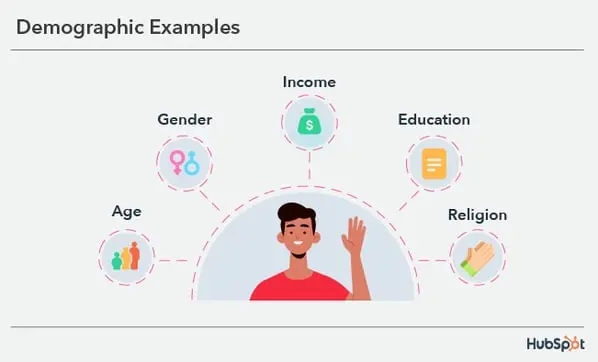 Demographic Examples
Income
Gender
Education
Age
Religion
$
HubSpot